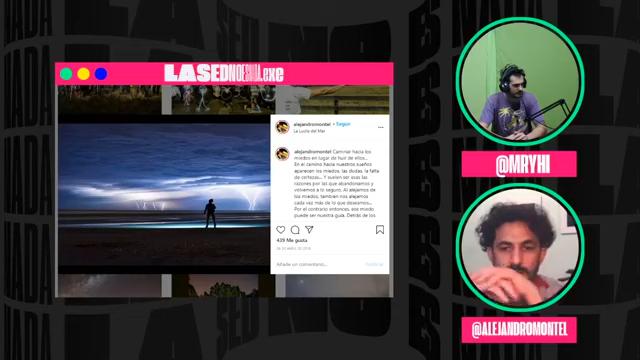 LASEDNOESNADA.exe
alejandromontel • Seguir
La Lucila del Mar
alejandromontel Caminar hacia los
miedos en lugar de huir de ellos...
En el camino hacia nuestros sueños
aparecen los miedos, las dudas, la falta
de certezas... Y suelen ser esas las
razones por las que abandonamos y
volvemos a lo seguro. Al alejarnos de
los miedos, también nos alejamos
cada vez más de lo que deseamos...
Por el contrario entonces, ese miedo
puede ser nuestra guía. Detrás de los
439 Me gusta
Añade un comentario...
Publicar
@MRYHI
@ALEJANDROMONTEL
NADA
LA
NO